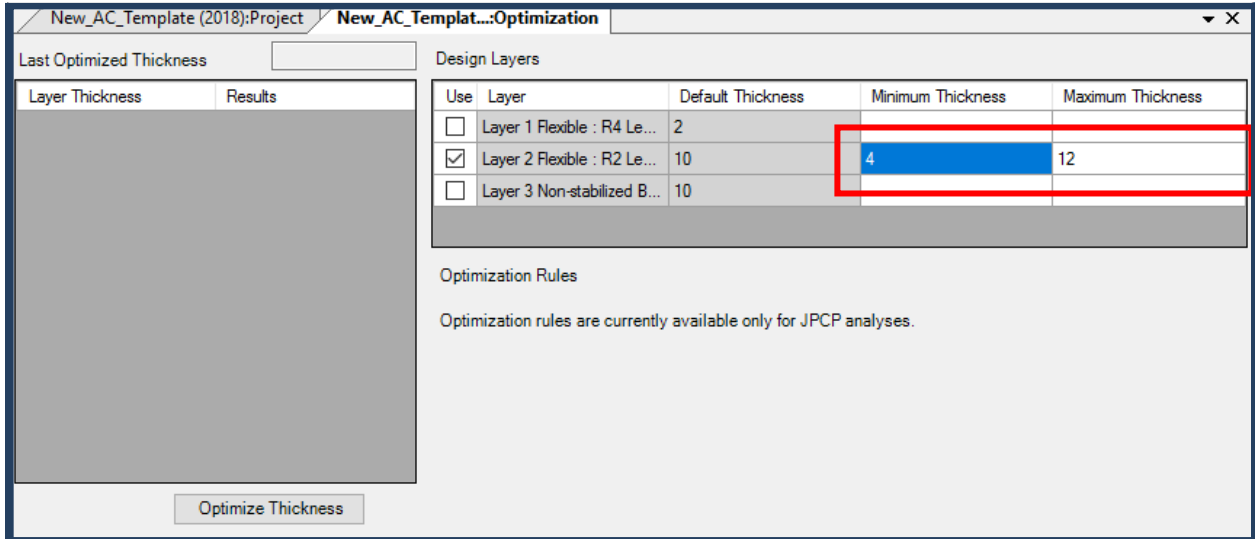 New_AC_Template (2018):Project New_AC_Templat...:Optimization
Last Optimized Thickness
Layer Thickness Results
Optimize Thickness
Design Layers
Use Layer Default Thickness Minimum Thickness Maximum Thickness
Layer 1 Flexible : R4 Le... 2
Layer 2 Flexible : R2 Le... 10 4 12
Layer 3 Non-stabilized B... 10
Optimization Rules
Optimization rules are currently available only for JPCP analyses.